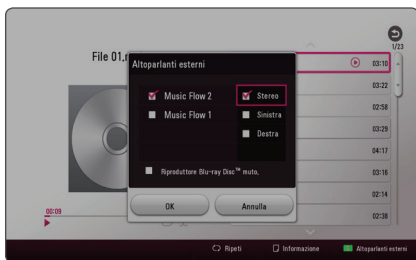 1/23
File 01.
03:10
03:22
02:58
03:29
04:17
03:16
02:14
02:38
Altoparlanti esterni
Music Flow 2
Stereo
Music Flow 1
Sinistra
Destra
Riproduttore Blu-ray Disc™ muto.
OK
Annulla
00:09
Ripeti
Informazione
Altoparlanti esterni